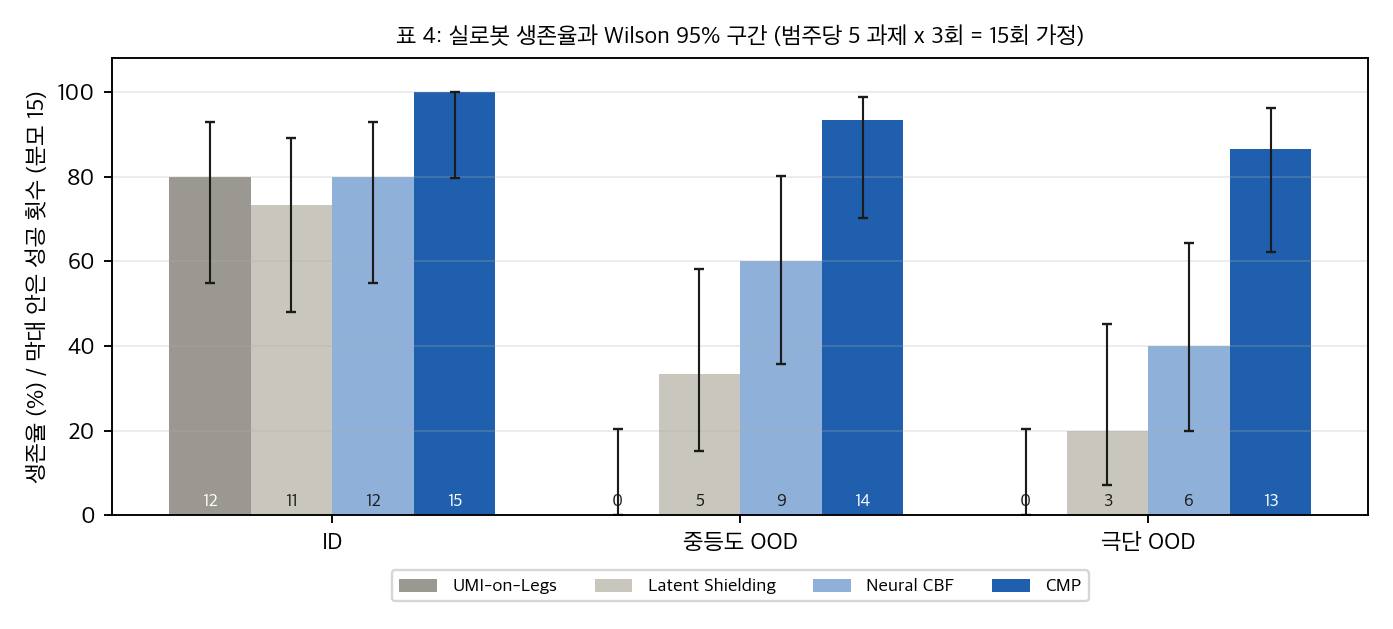 표 4: 실로봇 생존율과 Wilson 95% 구간 (범주당 5 과제 x 3회 = 15회 가정)
생존율 (%) / 막대 안은 성공 횟수 (분모 15)
100
80
60
40
20
0
12
11
12
15
0
5
9
14
0
3
6
13
ID
중등도 OOD
극단 OOD
UMI-on-Legs
Latent Shielding
Neural CBF
CMP